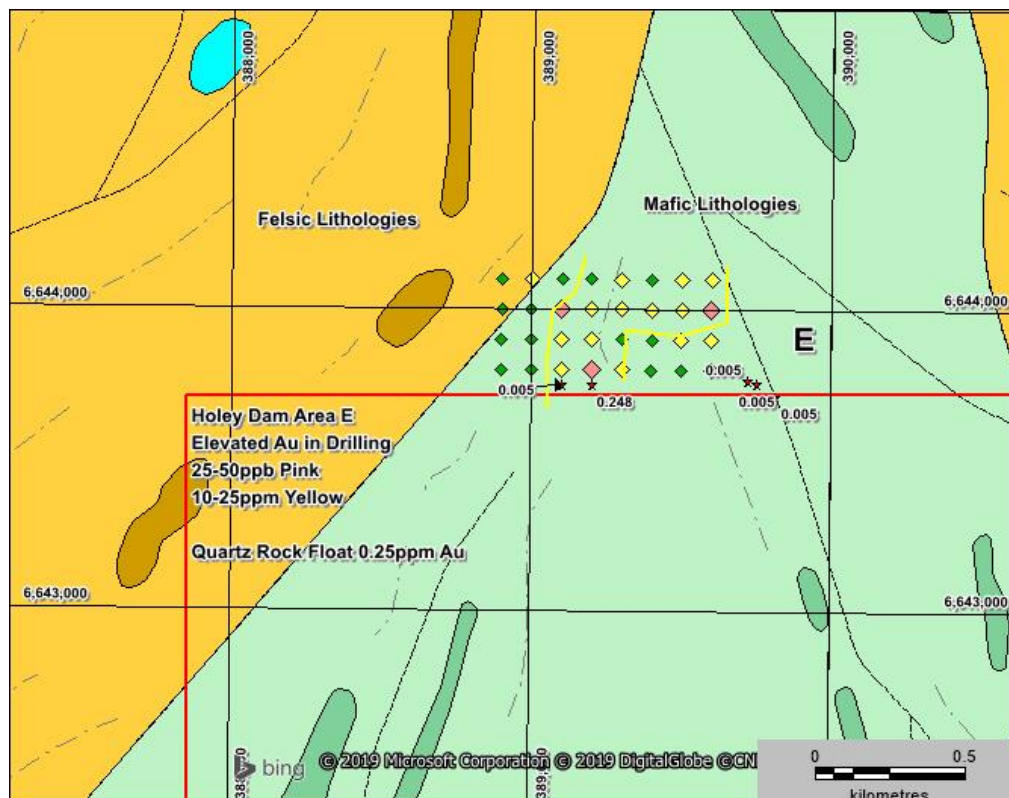 388,000
389,000
390,000
Felsic Lithologies
Mafic Lithologies
6,644,000
6,644,000
E
0.005
0.005
0.248
0.005
0.005
Holey Dam Area E
Elevated Au in Drilling
25-50ppb Pink
10-25ppm Yellow
Quartz Rock Float 0.25ppm Au
6,643,000
6,643,000
bing
© 2019 Microsoft Corporation © 2019 DigitalGlobe ©CN
0
0.5
kilometres